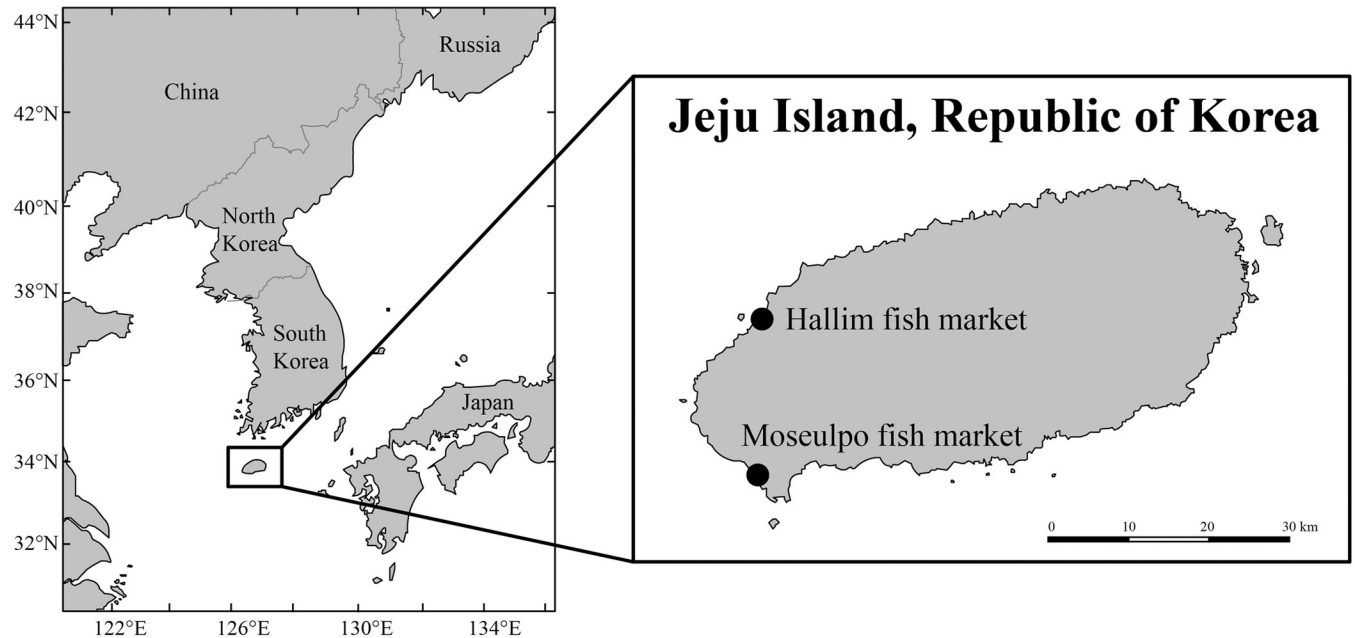 44°N
42°N
40°N
38°N
36°N
34°N
32°N
122°E
126°E
130°E
134°E
China
Russia
North
Korea
South
Korea
Japan
Jeju Island, Republic of Korea
Hallim fish market
Moseulpo fish market
0 10 20 30 km